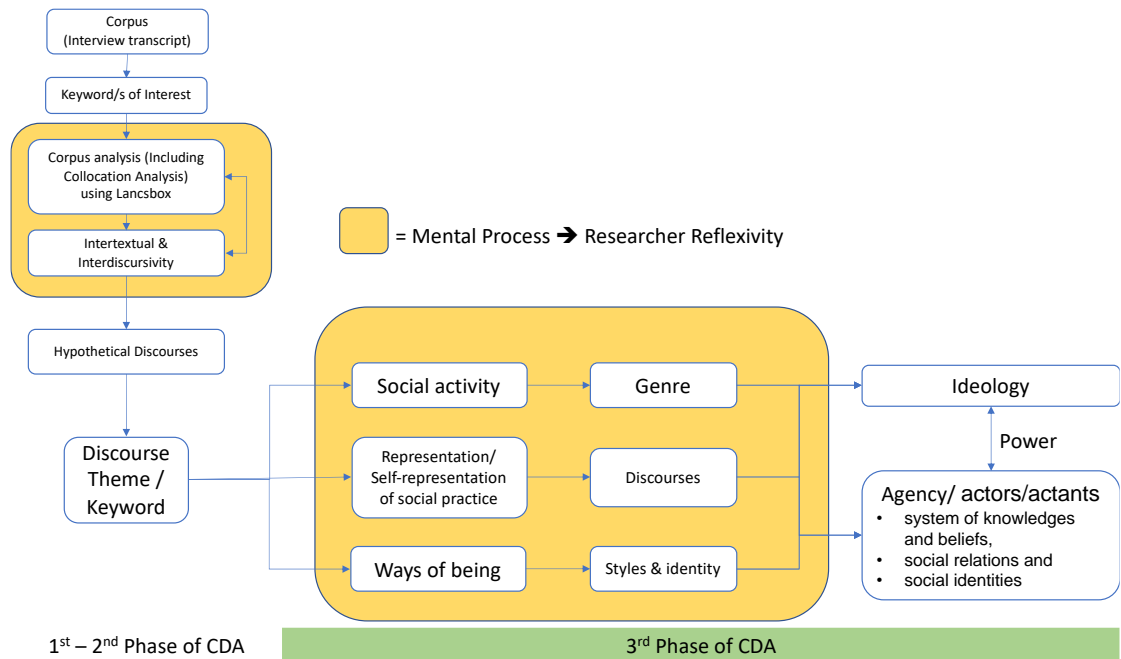 Corpus
(Interview transcript)
Keyword/s of Interest
Corpus analysis (Including
Collocation Analysis)
using Lancsbox
Intertextual &
Interdiscursivity
= Mental Process ➔ Researcher Reflexivity
Hypothetical Discourses
Discourse
Theme /
Keyword
Social activity
Genre
Representation/
Self-representation
of social practice
Discourses
Ways of being
Styles & identity
Ideology
Power
Agency/ actors/actants
• system of knowledges
and beliefs,
• social relations and
• social identities
1st – 2nd Phase of CDA
3rd Phase of CDA